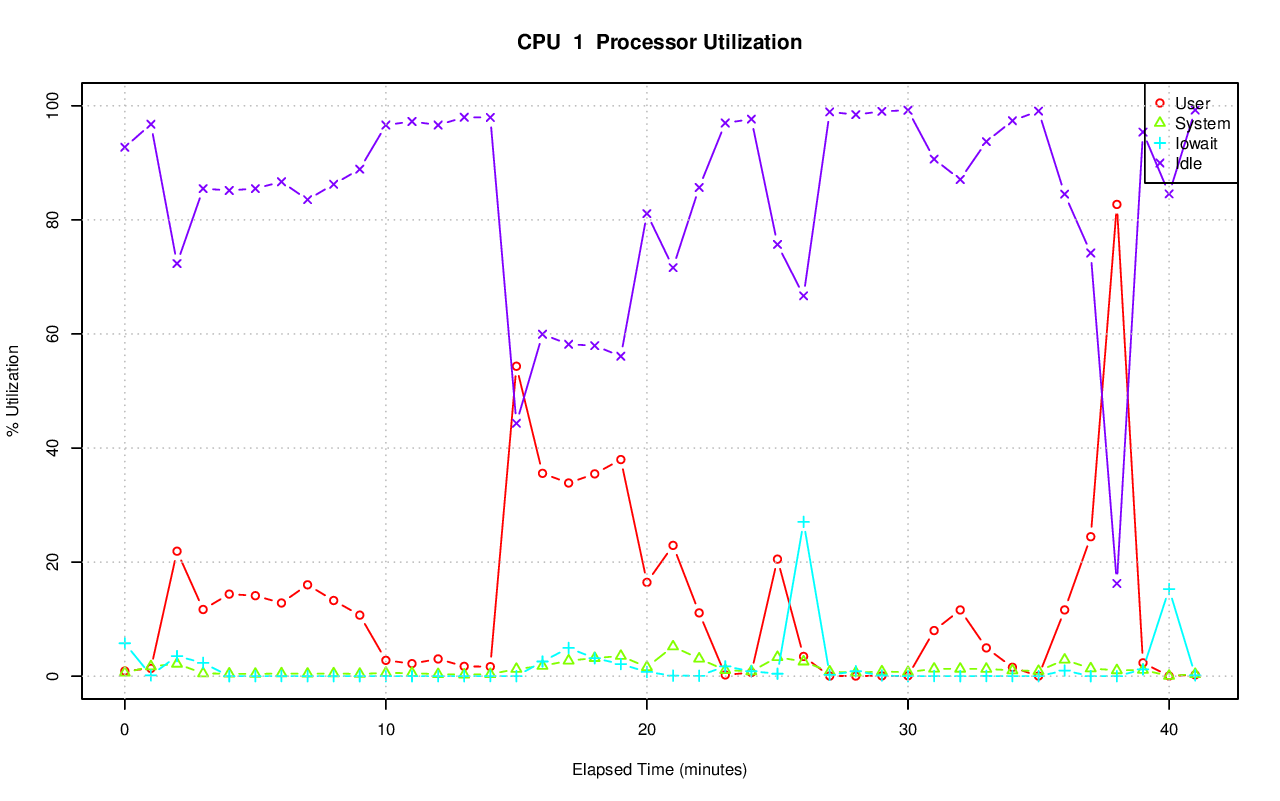 CPU  1  Processor Utilization
100
80
60
40
20
0
% Utilization
User
System
Iowait
Idle
0 10 20 30 40
Elapsed Time (minutes)